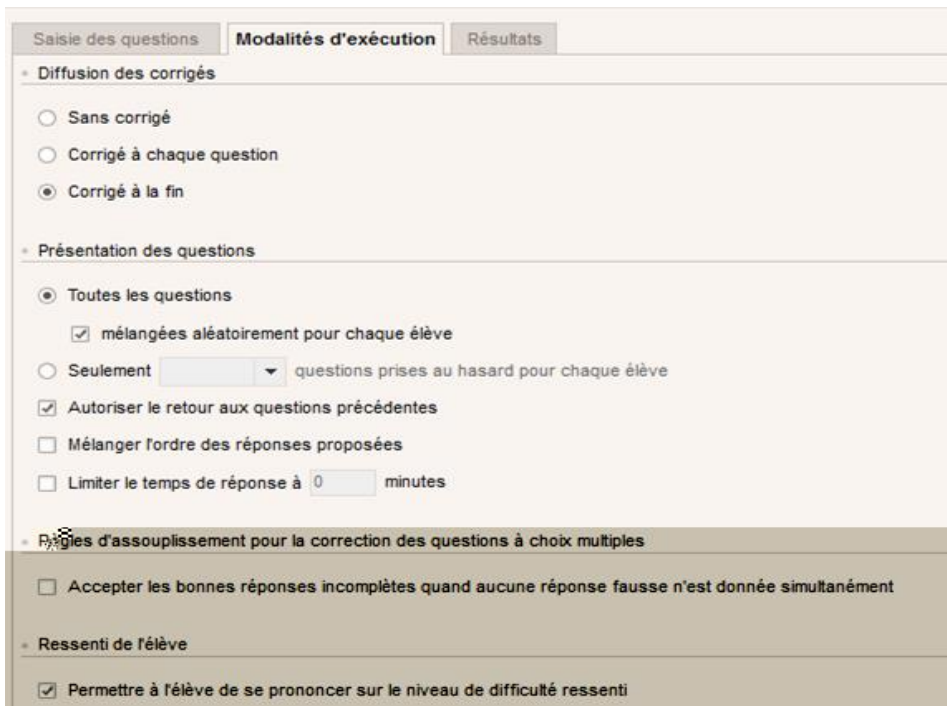 Saisie des questions Modalités d'exécution Résultats
Diffusion des corrigés
Sans corrigé
Corrigé à chaque question
Corrigé à la fin
Présentation des questions
Toutes les questions
mélangées aléatoirement pour chaque élève
Seulement questions prises au hasard pour chaque élève
Autoriser le retour aux questions précédentes
Mélanger l'ordre des réponses proposées
Limiter le temps de réponse à 0 minutes
Règles d'assouplissement pour la correction des questions à choix multiples
Accepter les bonnes réponses incomplètes quand aucune réponse fausse n'est donnée simultanément
Ressenti de l'élève
Permettre à l'élève de se prononcer sur le niveau de difficulté ressenti